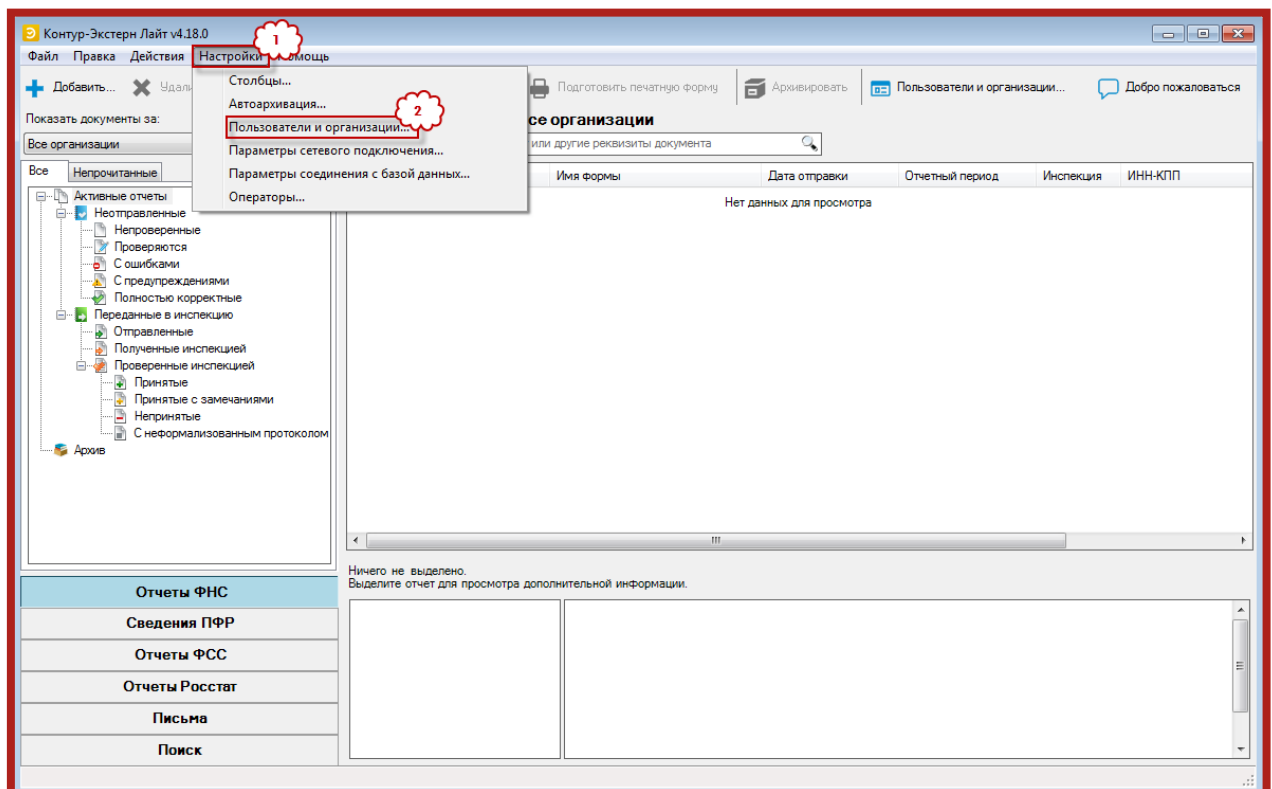 Контур-Экстерн Лайт v4.18.0
1
Файл Правка Действия Настройки Помощь
Добавить...
Столбцы...
Подготовить печатную форму Архивировать Пользователи и организации... Добро пожаловаться
Автоархивация...
2
Показать документы за:
Пользователи и организации...
се организации
Все организации
Параметры сетевого подключения...
или другие реквизиты документа
Все Непрочитанные
Параметры соединения с базой данных...
Имя формы Дата отправки Отчетный период Инспекция ИНН-КПП
Активные отчеты
Операторы...
Нет данных для просмотра
Неотправленные
Непроверенные
Проверяются
С ошибками
С предупреждениями
Полностью корректные
Переданные в инспекцию
Отправленные
Полученные инспекцией
Проверенные инспекцией
Принятые
Принятые с замечаниями
Непринятые
С неформализованным протоколом
Архив
Ничего не выделено.
Выделите отчет для просмотра дополнительной информации.
Отчеты ФНС
Сведения ПФР
Отчеты ФСС
Отчеты Росстат
Письма
Поиск